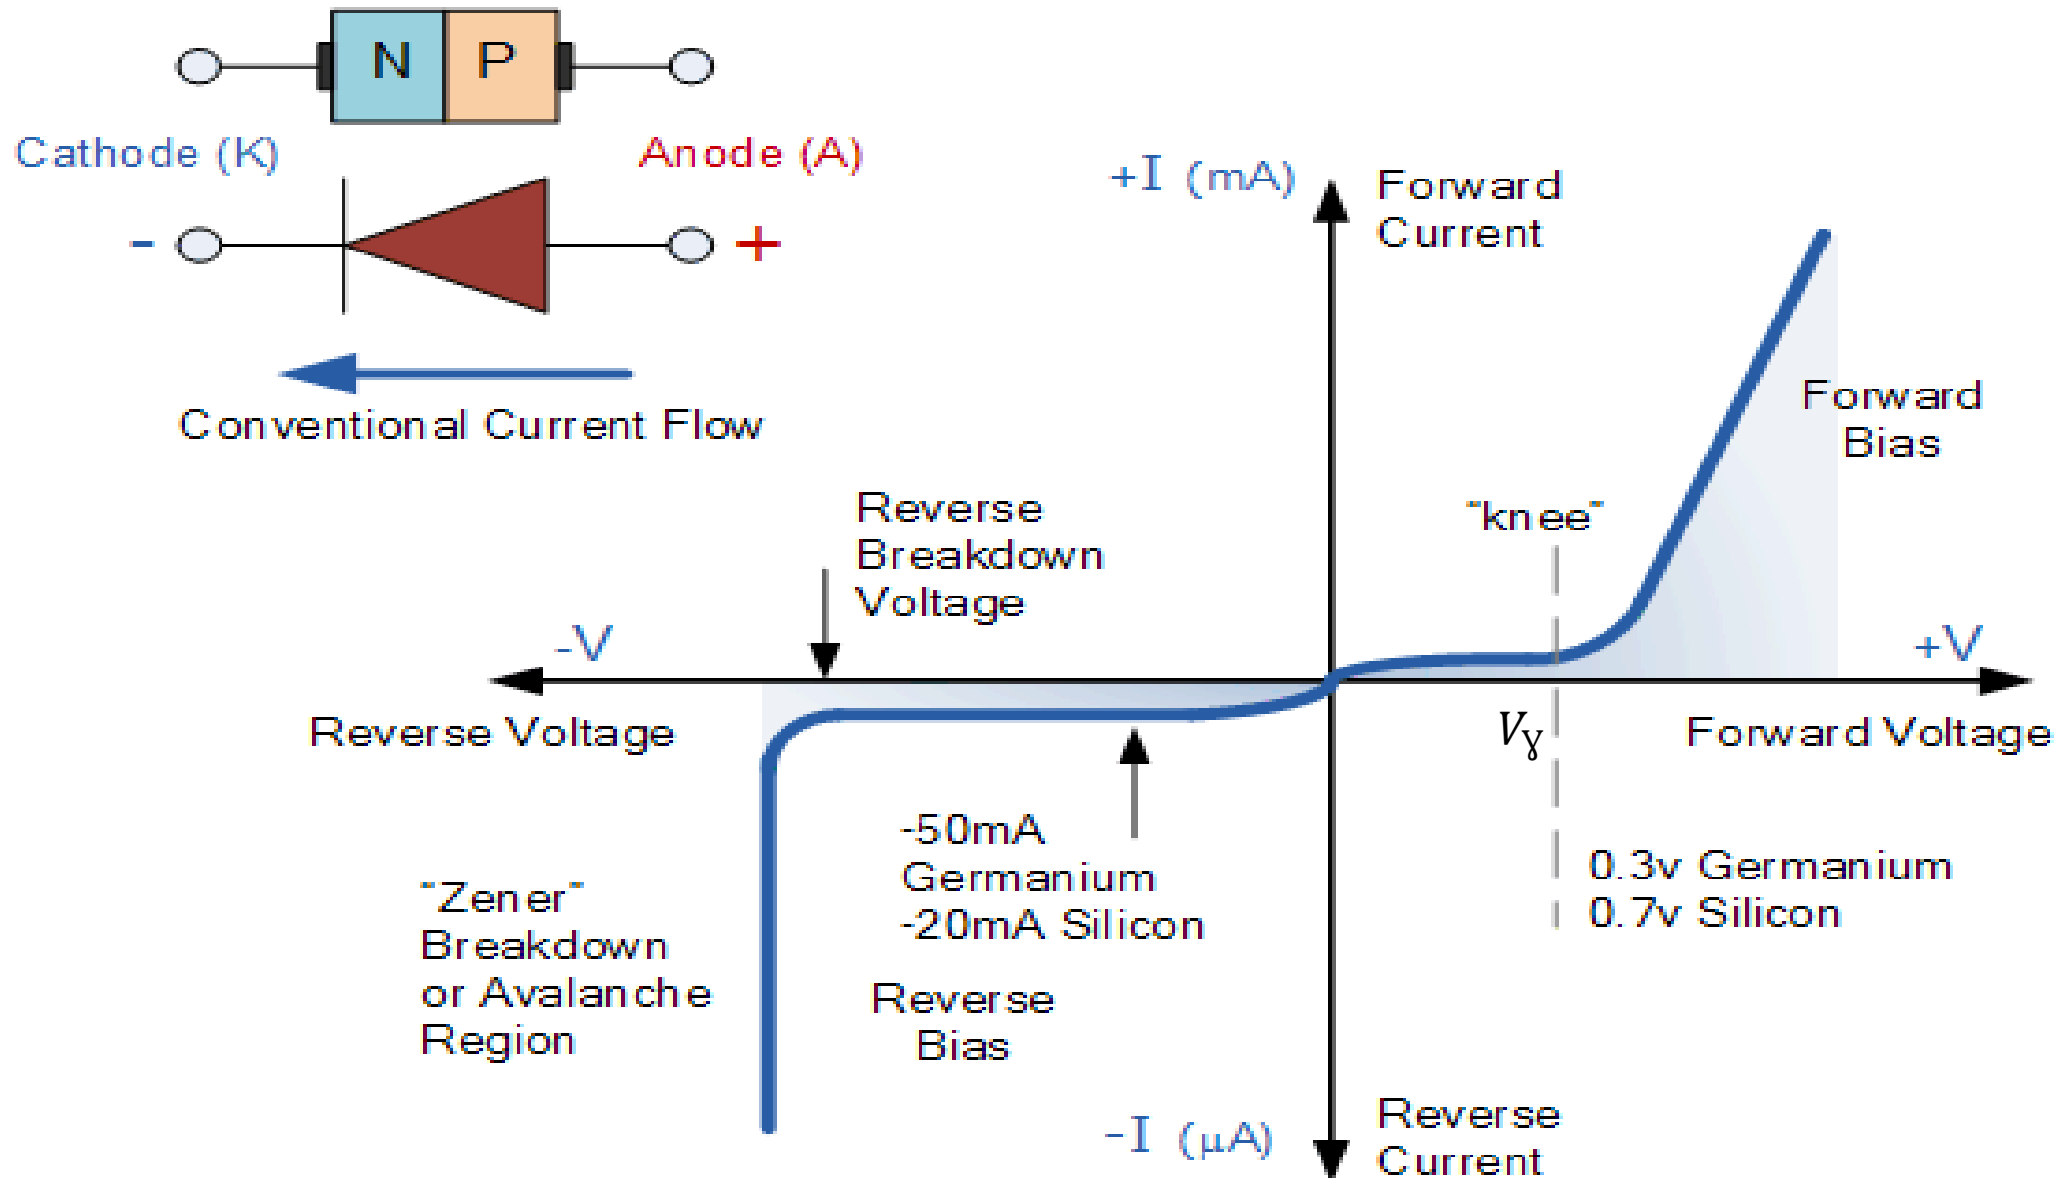 N P
Cathode (K)
Anode (A)
- +
Conventional Current Flow
+I (mA)
Forward
Current
Forward
Bias
"knee"
Reverse
Breakdown
Voltage
-V
+V
Reverse Voltage
Vɣ
Forward Voltage
-50mA
Germanium
-20mA Silicon
0.3v Germanium
0.7v Silicon
"Zener"
Breakdown
or Avalanche
Region
Reverse
Bias
-I (µA)
Reverse
Current